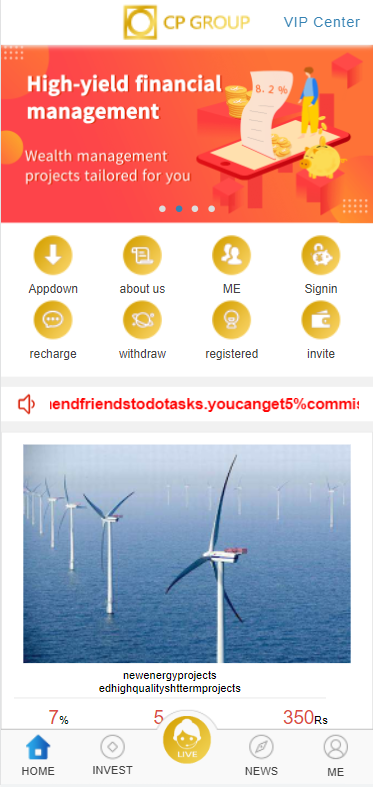 CP GROUP
VIP Center
High-yield financial
management
8. 2 %
Wealth management
projects tailored for you
Appdown
about us
ME
Signin
recharge
withdraw
registered
invite
endfriendstodotasks.youcanget5%commis
newenergyprojects
edhighqualityshttermprojects
7%
5
350Rs
LIVE
HOME
INVEST
NEWS
ME